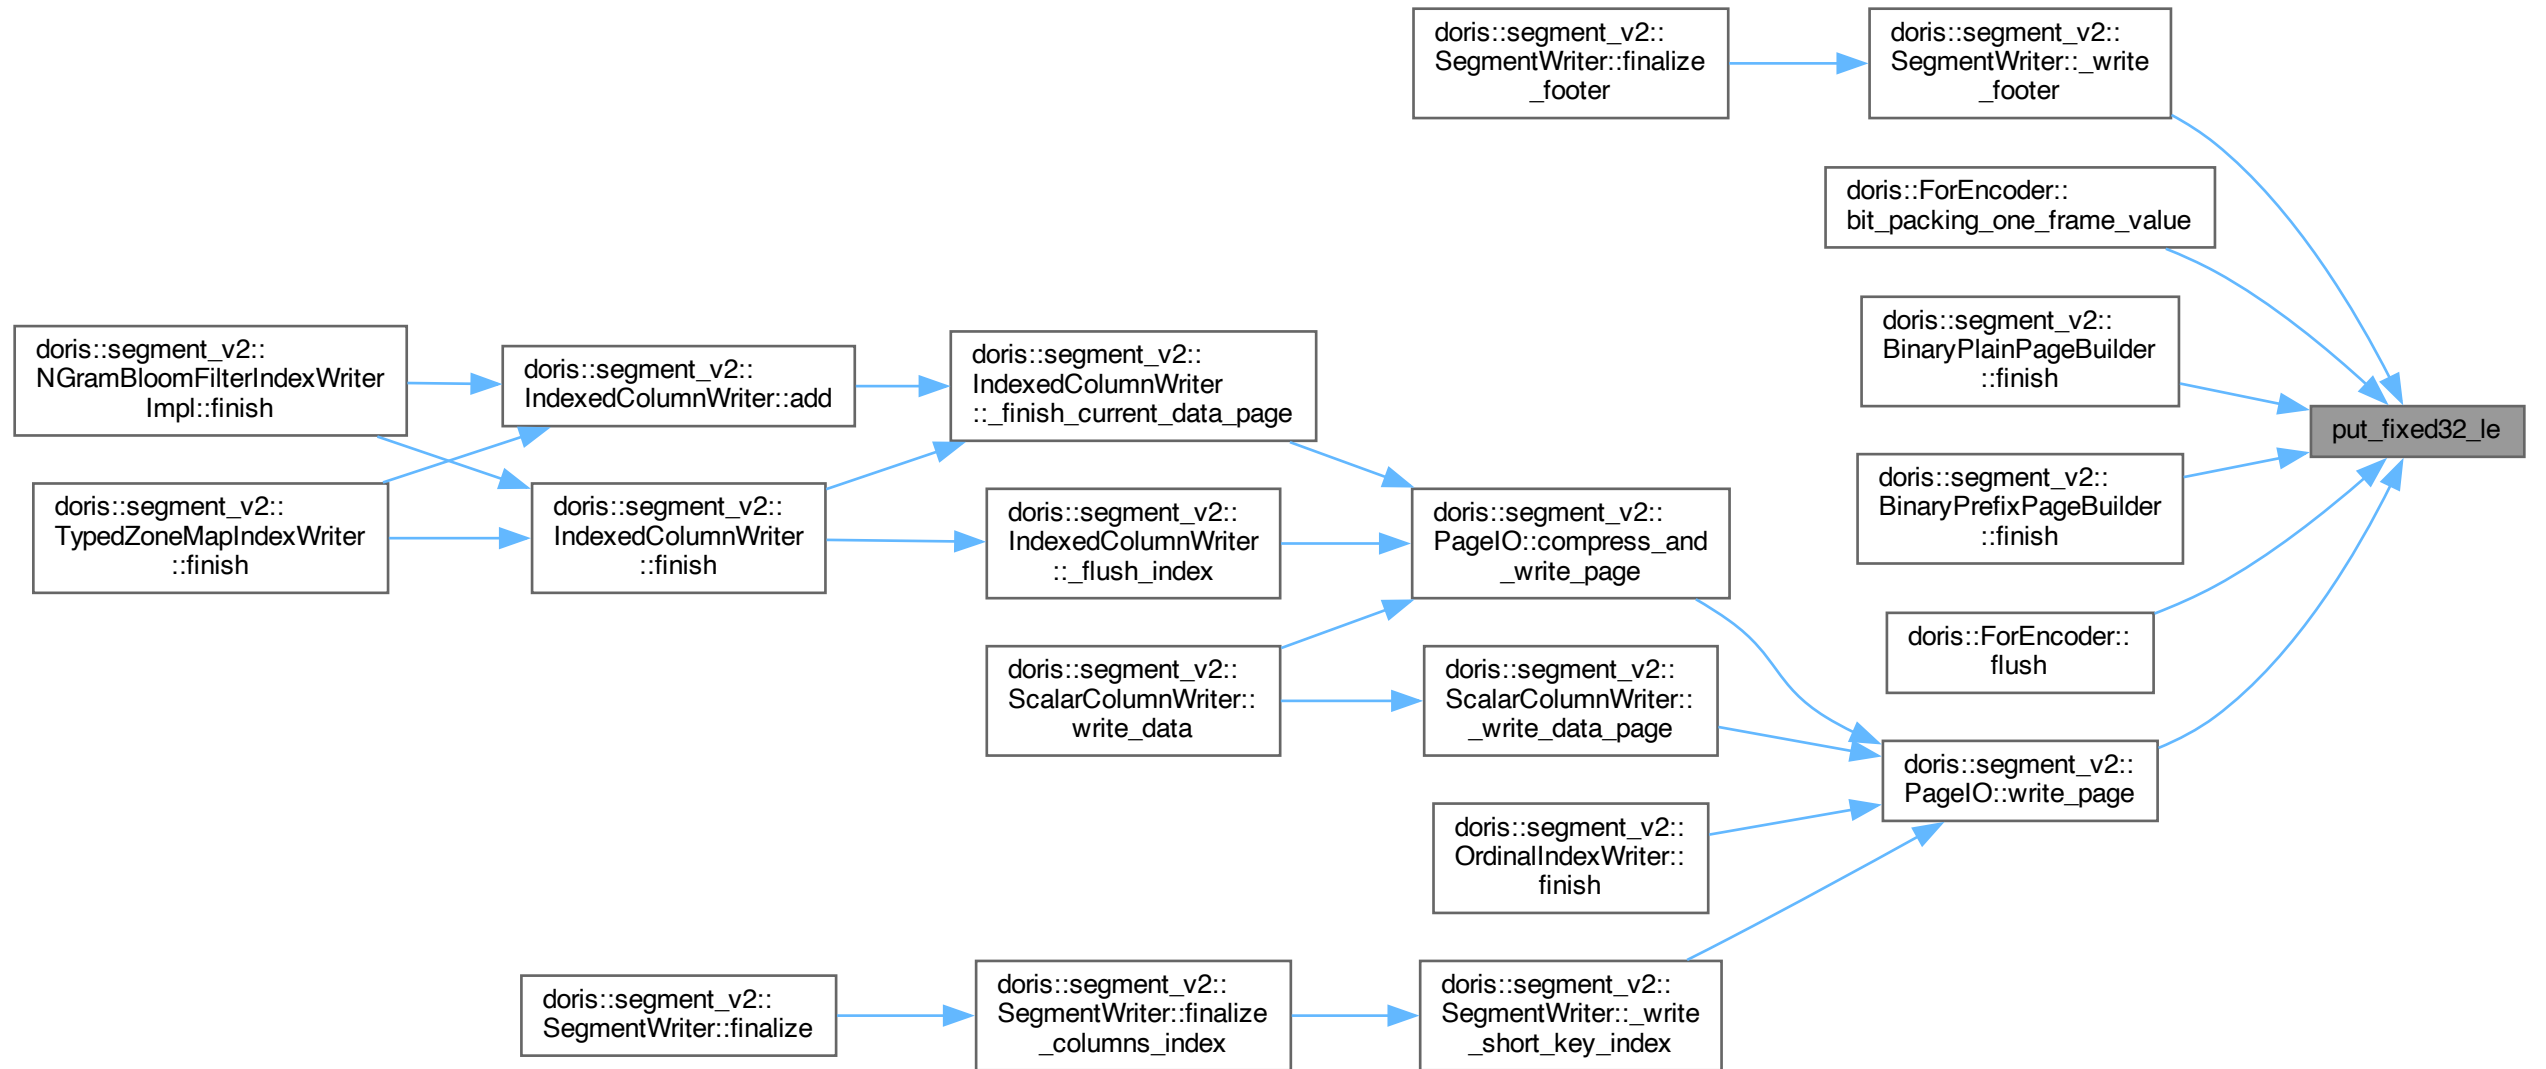 doris::segment_v2::
SegmentWriter::finalize
_footer
doris::segment_v2::
SegmentWriter::_write
_footer
doris::ForEncoder::
bit_packing_one_frame_value
doris::segment_v2::
BinaryPlainPageBuilder
::finish
put_fixed32_le
doris::segment_v2::
NGramBloomFilterIndexWriter
Impl::finish
doris::segment_v2::
IndexedColumnWriter::add
doris::segment_v2::
IndexedColumnWriter
::_finish_current_data_page
doris::segment_v2::
BinaryPrefixPageBuilder
::finish
doris::segment_v2::
TypedZoneMapIndexWriter
::finish
doris::segment_v2::
IndexedColumnWriter
::finish
doris::segment_v2::
IndexedColumnWriter
::_flush_index
doris::segment_v2::
PageIO::compress_and
_write_page
doris::ForEncoder::
flush
doris::segment_v2::
ScalarColumnWriter::
write_data
doris::segment_v2::
ScalarColumnWriter::
_write_data_page
doris::segment_v2::
PageIO::write_page
doris::segment_v2::
OrdinalIndexWriter::
finish
doris::segment_v2::
SegmentWriter::finalize
doris::segment_v2::
SegmentWriter::finalize
_columns_index
doris::segment_v2::
SegmentWriter::_write
_short_key_index